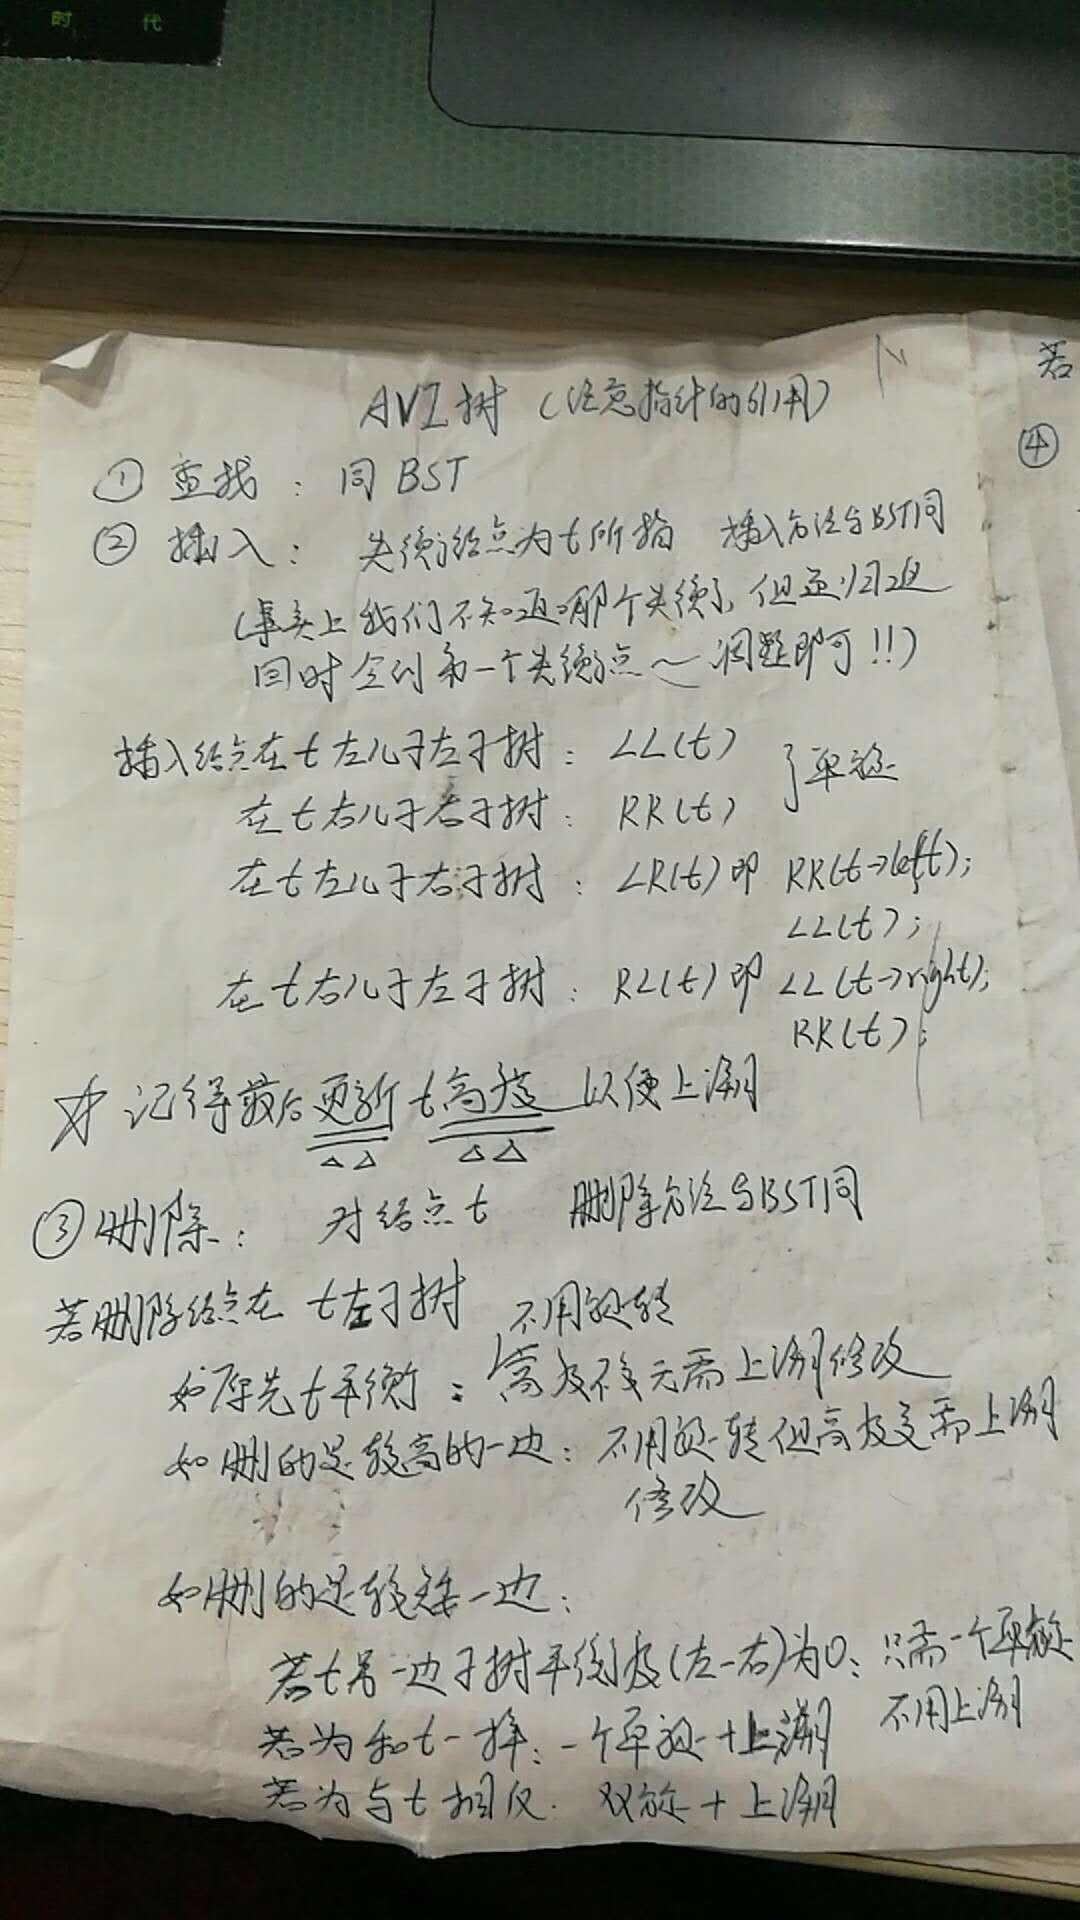 时 代
AVL树（注意指针的引用）
① 查找：同BST
② 插入：失衡结点为t所指 插入方法与BST同
（事实上我们不知道哪个失衡了，但递归返
回时会到第一个失衡点～调整即可!!）
插入结点在t左儿子左子树：LL(t) }单旋
在t右儿子右子树：RR(t)
在t左儿子右子树：LR(t)即 RR(t->left);
LL(t);
在t右儿子左子树：RL(t)即 LL(t->right);
RR(t);
☆ 记得最后更新t高度 以便上溯
③ 删除：对结点t 删除方法与BST同
若删除结点在t左子树 不用旋转
如原先t平衡：高度不变无需上溯修改
如删的是较高的一边：不用旋转但高度变需上溯
修改
如删的是较矮一边：
若t另一边子树平衡度(左-右)为0：只需一个单旋
不用上溯
若为和t一样：一个单旋+上溯
若为与t相反：双旋+上溯
若
④